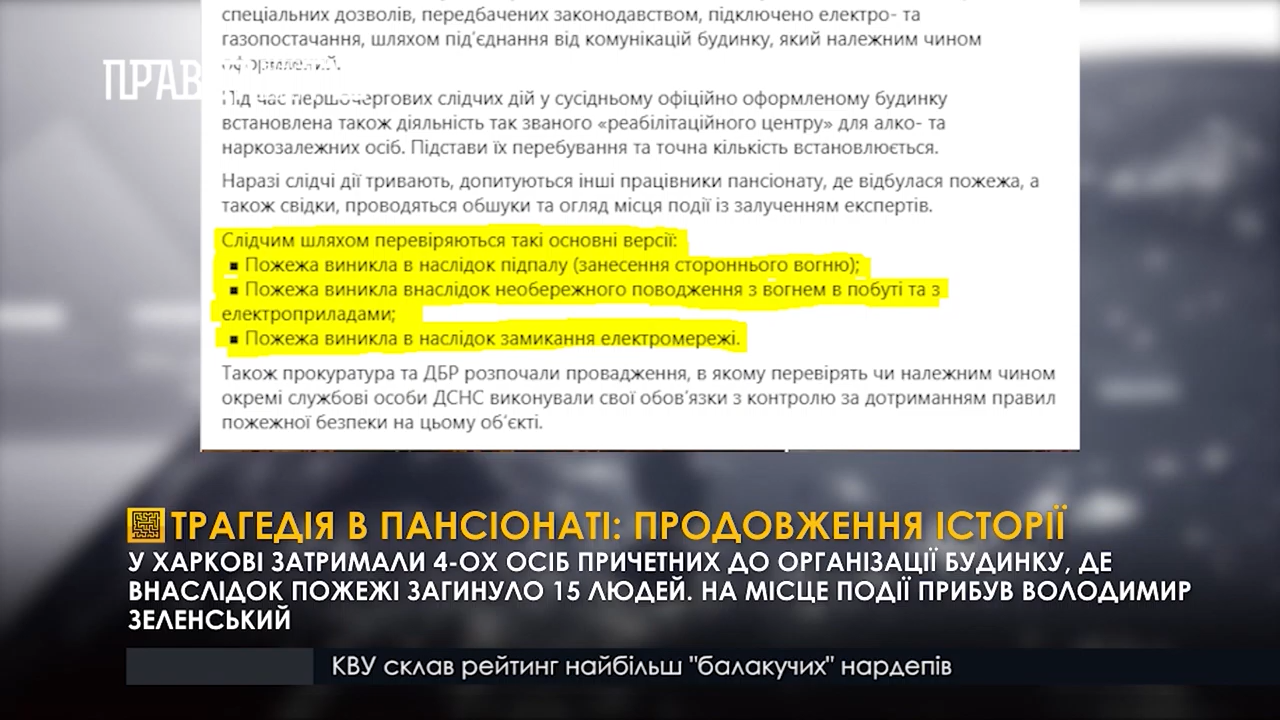 спеціальних дозволів, передбачених законодавством, підключено електро- та
газопостачання, шляхом під'єднання від комунікацій будинку, який належним чином
оформлений.
ПРАВ
Під час першочергових слідчих дій у сусідньому офіційно оформленому будинку
встановлена також діяльність так званого «реабілітаційного центру» для алко- та
наркозалежних осіб. Підстави їх перебування та точна кількість встановлюється.
Наразі слідчі дії тривають, допитуються інші працівники пансіонату, де відбулася пожежа, а
також свідки, проводяться обшуки та огляд місця події із залученням експертів.
Слідчим шляхом перевіряються такі основні версії:
▪ Пожежа виникла в наслідок підпалу (занесення стороннього вогню);
▪ Пожежа виникла внаслідок необережного поводження з вогнем в побуті та з
електроприладами;
▪ Пожежа виникла в наслідок замикання електромережі.
Також прокуратура та ДБР розпочали провадження, в якому перевірять чи належним чином
окремі службові особи ДСНС виконували свої обов'язки з контролю за дотриманням правил
пожежної безпеки на цьому об'єкті.
ТРАГЕДІЯ В ПАНСІОНАТІ: ПРОДОВЖЕННЯ ІСТОРІЇ
У ХАРКОВІ ЗАТРИМАЛИ 4-ОХ ОСІБ ПРИЧЕТНИХ ДО ОРГАНІЗАЦІЇ БУДИНКУ, ДЕ
ВНАСЛІДОК ПОЖЕЖІ ЗАГИНУЛО 15 ЛЮДЕЙ. НА МІСЦЕ ПОДІЇ ПРИБУВ ВОЛОДИМИР
ЗЕЛЕНСЬКИЙ
КВУ склав рейтинг найбільш "балакучих" нардепів